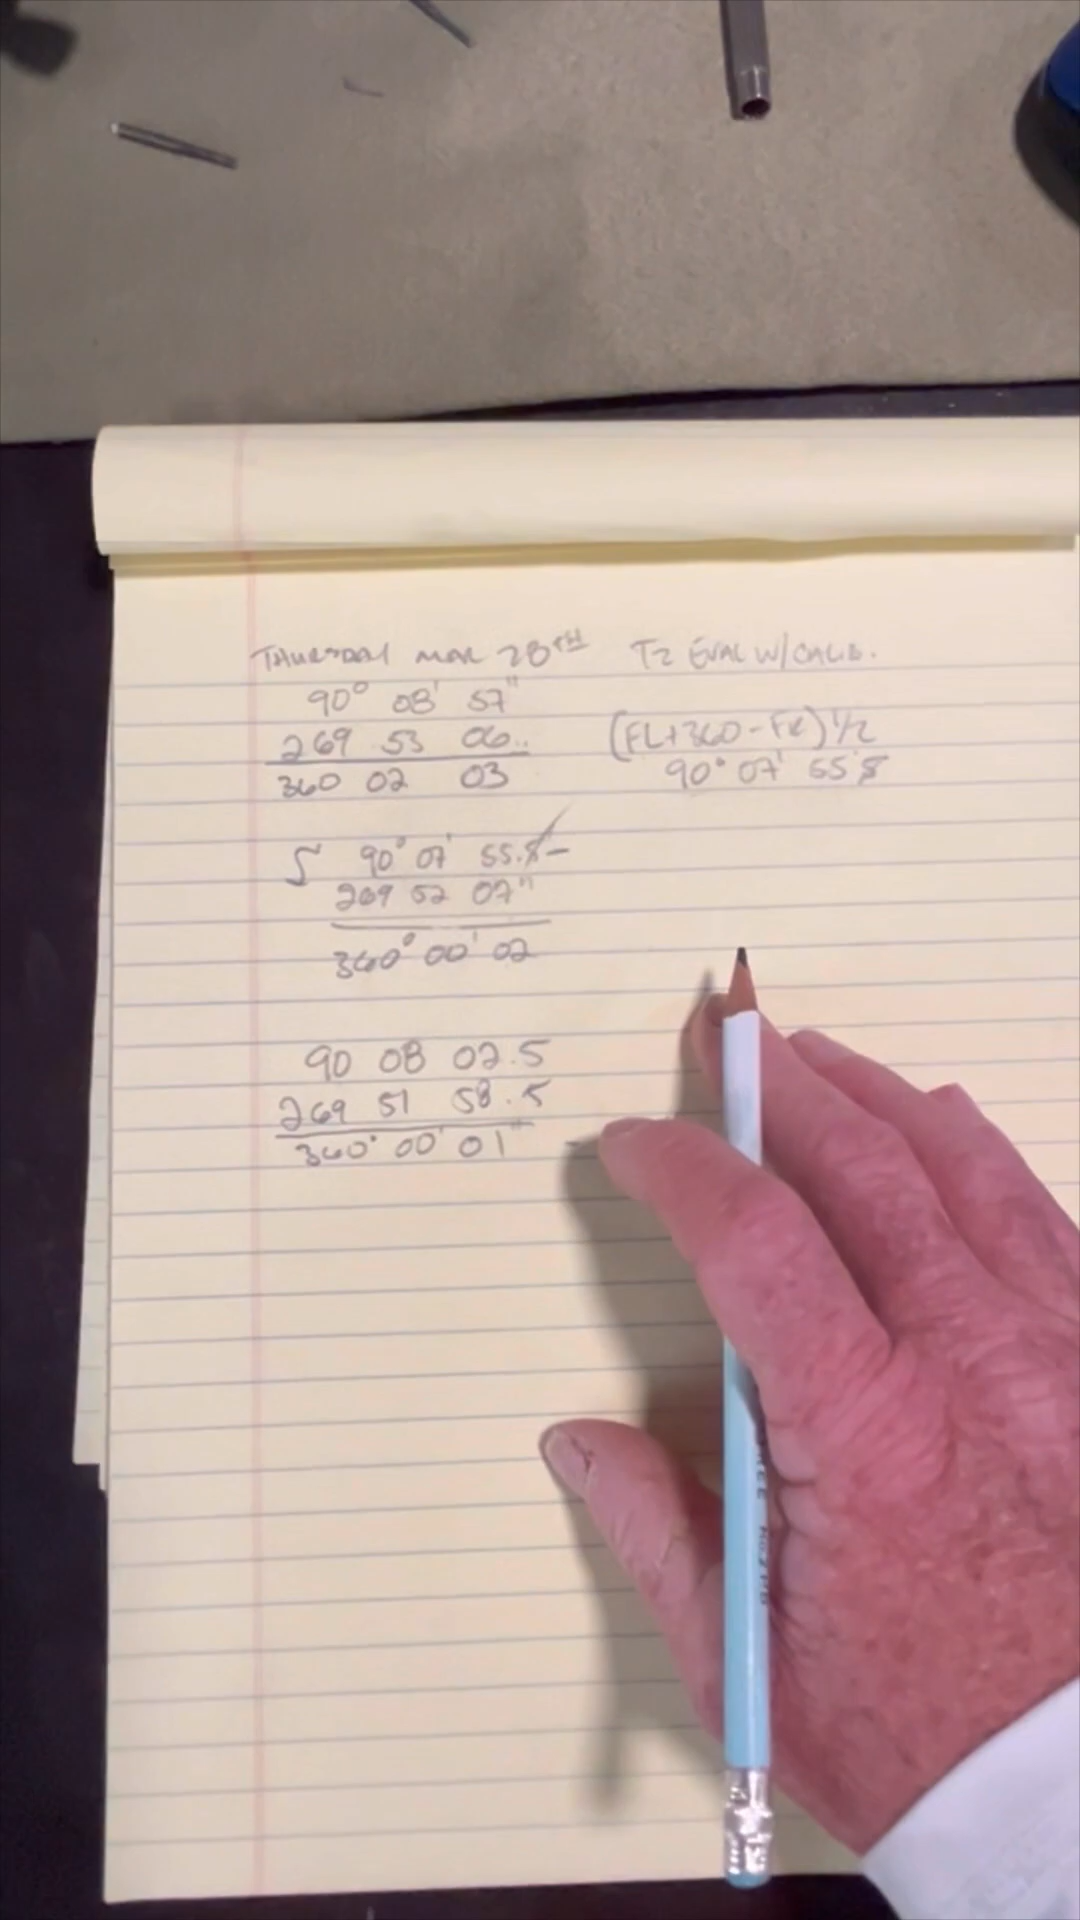 THURSDAY MAR 28TH T2 EVAL W/CALIB.
90° 08' 57"
269 53 06 (FL+360-FR) 1/2
360 02 03 90° 07' 55.5
90° 07' 55.5
269 52 07"
360° 00' 02
90 08 02.5
269 51 58.5
360° 00' 01"